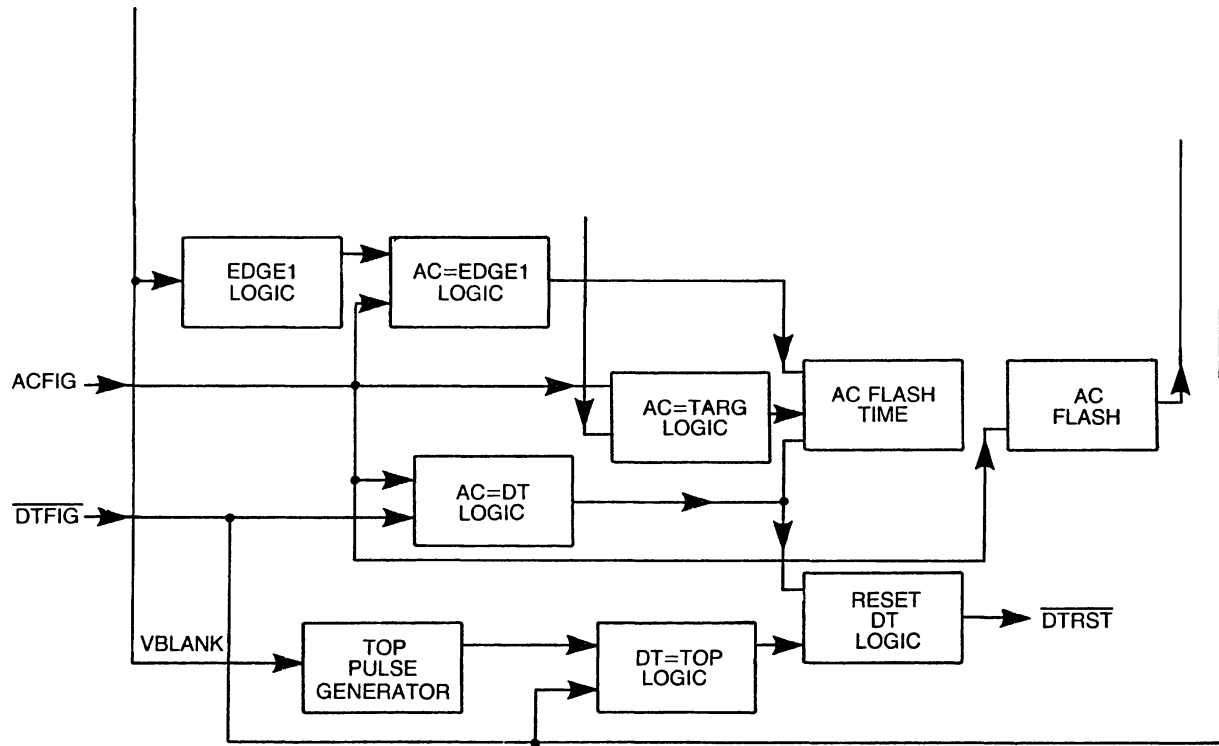 EDGE1
LOGIC
AC=EDGE1
LOGIC
ACFIG
AC=TARG
LOGIC
AC FLASH
TIME
AC
FLASH
AC=DT
LOGIC
DTFIG
RESET
DT
LOGIC
DTRST
VBLANK
TOP
PULSE
GENERATOR
DT=TOP
LOGIC